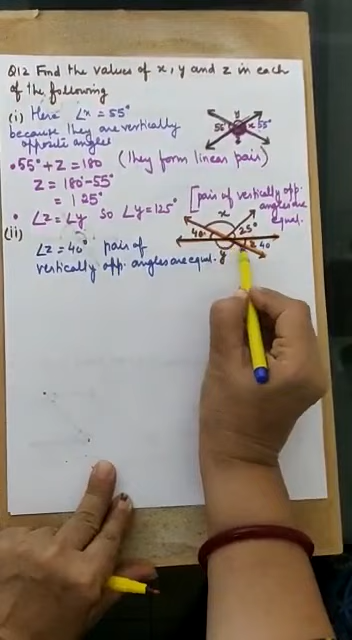 Q12 Find the values of x, y and z in each
of the following
(i) Here ∠x = 55°
because they are vertically
opposite angles
y
55° x 55°
z
• 55° + Z = 180 (They form linear pair)
Z = 180° - 55°
= 125°
• ∠Z = ∠y so ∠y = 125° [pair of vertically opp.
angles are
equal.
(ii)
x
40° 25°
z 40°
y
∠Z = 40° pair of
vertically opp. angles are equal.